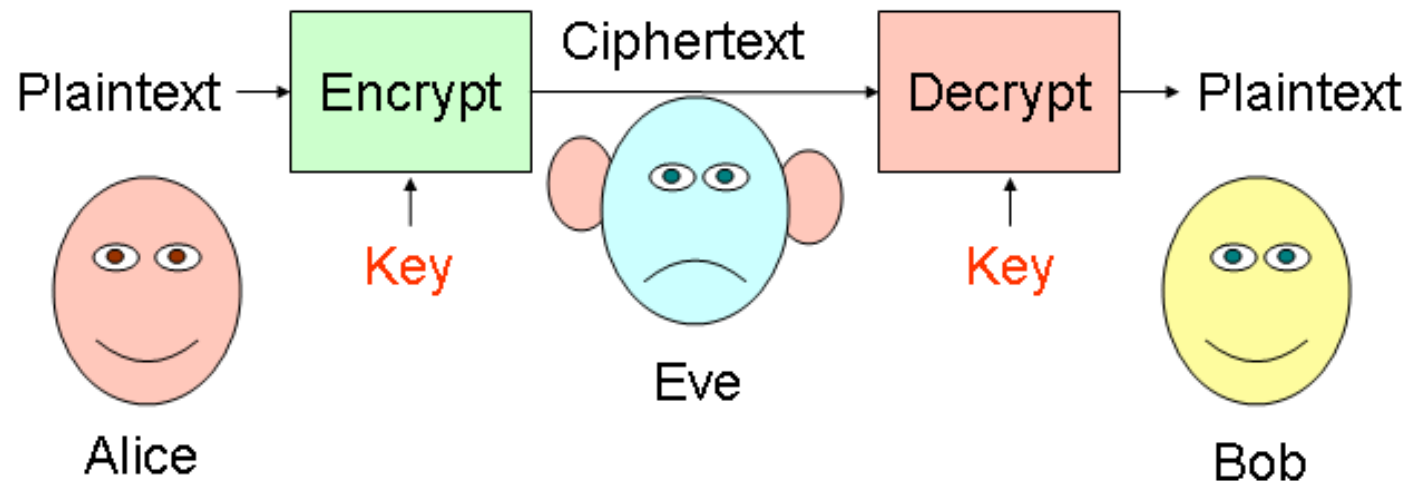 Ciphertext
Plaintext Encrypt Decrypt Plaintext
Key Key
Eve
Alice Bob